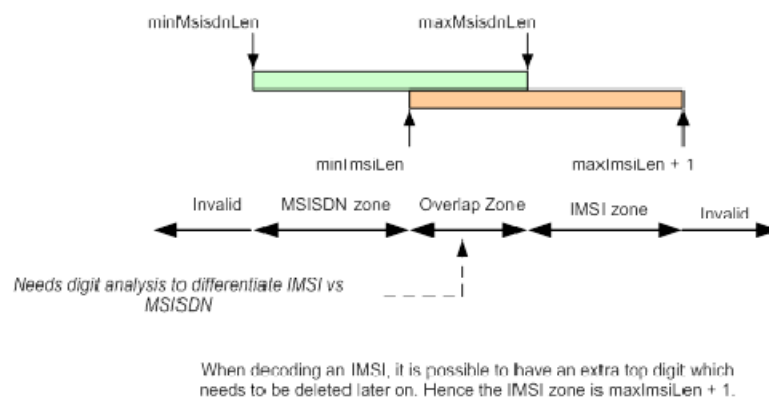 minMsisdnLen maxMsisdnLen
minImsiLen maxImsiLen + 1
Invalid MSISDN zone Overlap Zone IMSI zone Invalid
Needs digit analysis to differentiate IMSI vs
MSISDN
When decoding an IMSI, it is possible to have an extra top digit which
needs to be deleted later on. Hence the IMSI zone is maxImsiLen + 1.